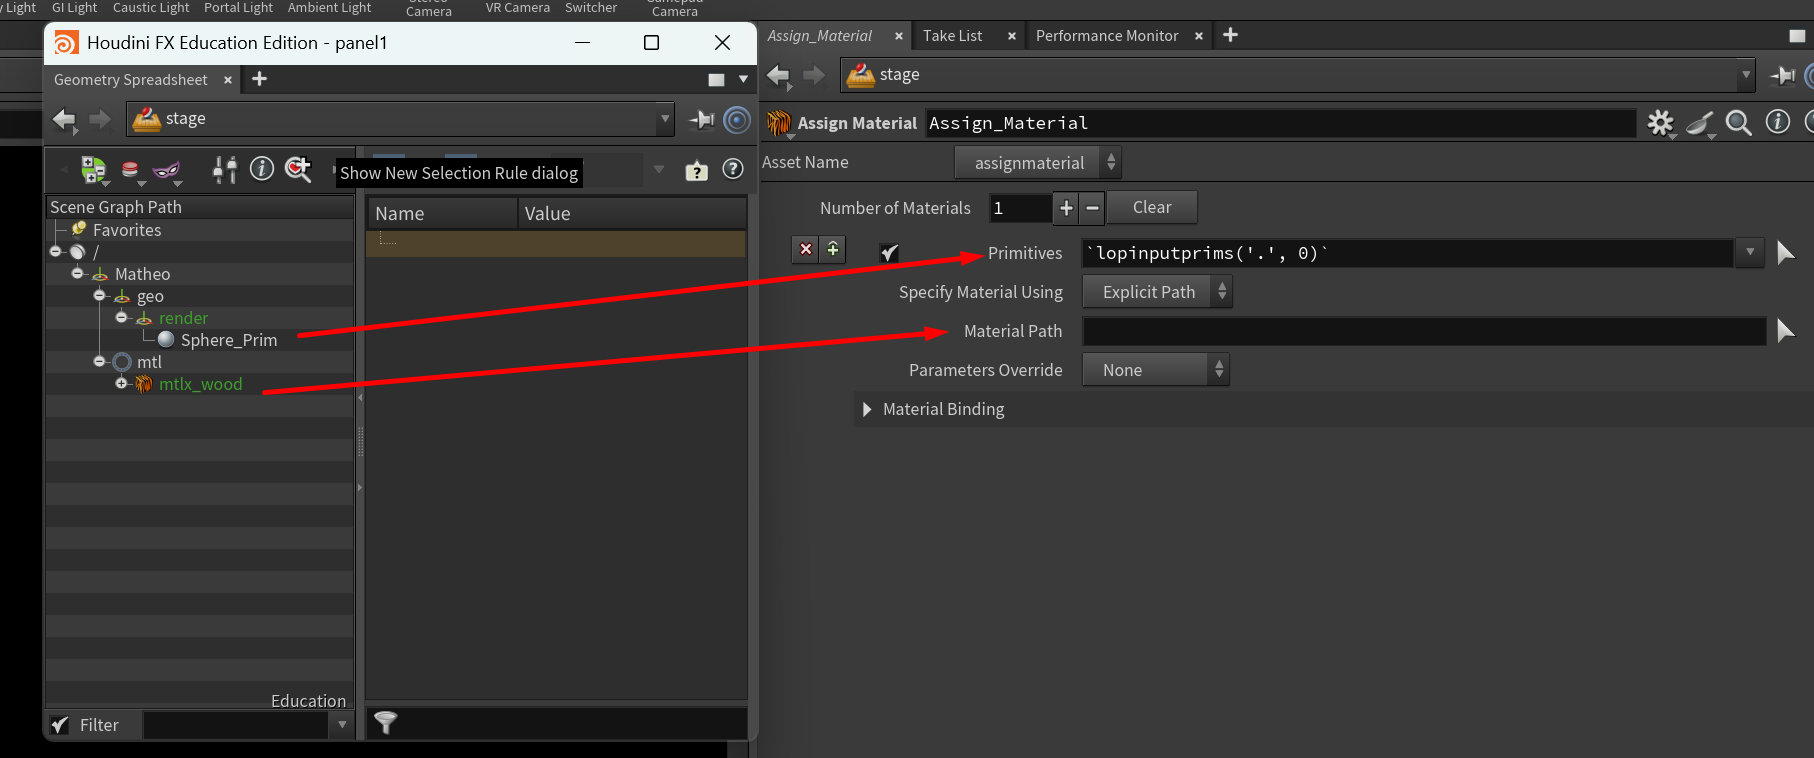 y Light GI Light Caustic Light Portal Light Ambient Light Stereo Camera VR Camera Switcher Gamepad Camera
Houdini FX Education Edition - panel1
Geometry Spreadsheet
stage
Show New Selection Rule dialog
Scene Graph Path
Favorites
/
Matheo
geo
render
Sphere_Prim
mtl
mtlx_wood
Education
Filter
Name Value
Assign_Material Take List Performance Monitor
stage
Assign Material Assign_Material
Asset Name assignmaterial
Number of Materials 1 Clear
Primitives `lopinputprims('.', 0)`
Specify Material Using Explicit Path
Material Path
Parameters Override None
Material Binding